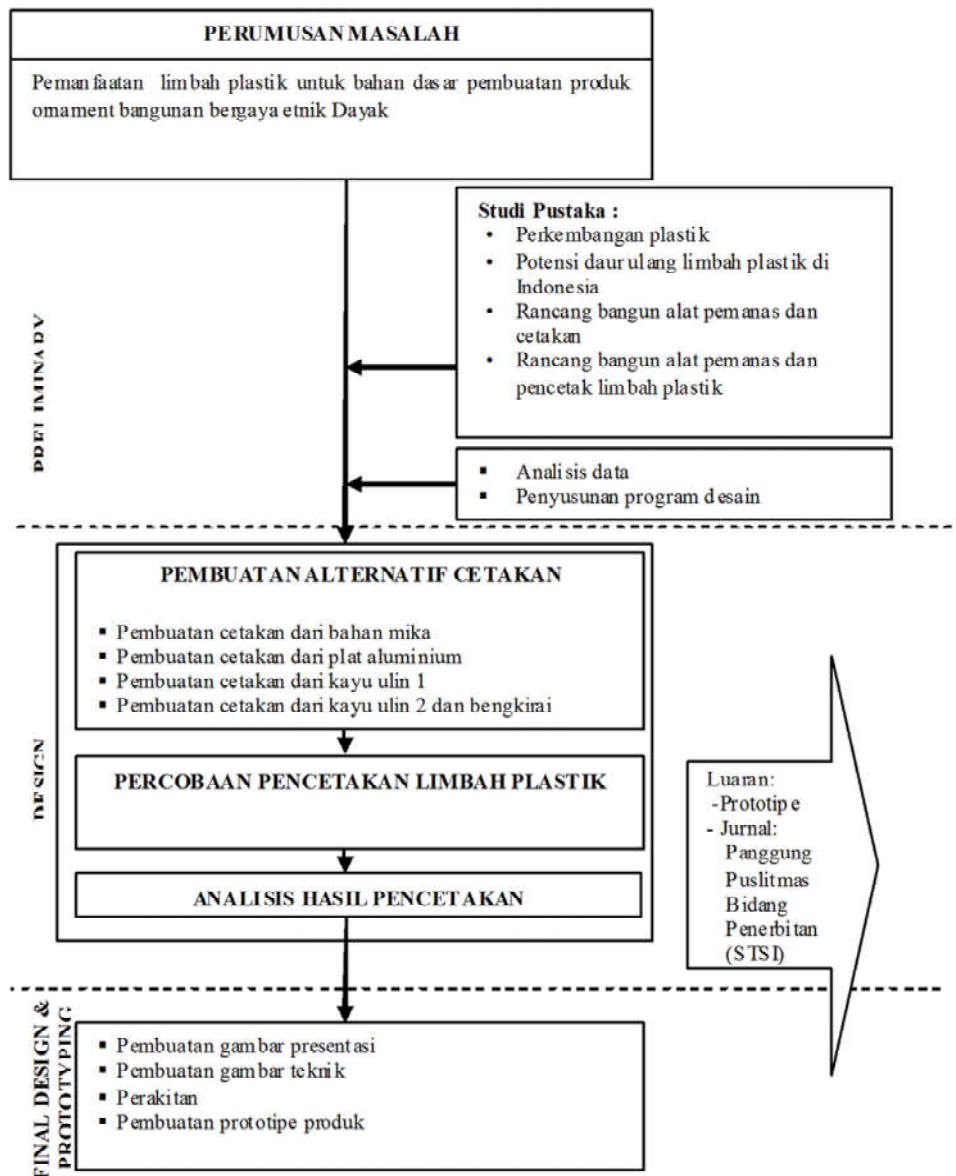 PERUMUSAN MASALAH
Pemanfaatan limbah plastik untuk bahan dasar pembuatan produk
ornament bangunan bergaya etnik Dayak
Studi Pustaka :
• Perkembangan plastik
• Potensi daur ulang limbah plastik di
Indonesia
• Rancang bangun alat pemanas dan
cetakan
• Rancang bangun alat pemanas dan
pencetak limbah plastik
PRELIMINARY
▪ Analisis data
▪ Penyusunan program desain
PEMBUATAN ALTERNATIF CETAKAN
▪ Pembuatan cetakan dari bahan mika
▪ Pembuatan cetakan dari plat aluminium
▪ Pembuatan cetakan dari kayu ulin 1
▪ Pembuatan cetakan dari kayu ulin 2 dan bengkirai
DESIGN
PERCOBAAN PENCETAKAN LIMBAH PLASTIK
ANALISIS HASIL PENCETAKAN
Luaran:
-Prototipe
- Jurnal:
Panggung
Puslitmas
Bidang
Penerbitan
(STSI)
FINAL DESIGN &
PROTOTYPING
▪ Pembuatan gambar presentasi
▪ Pembuatan gambar teknik
▪ Perakitan
▪ Pembuatan prototipe produk